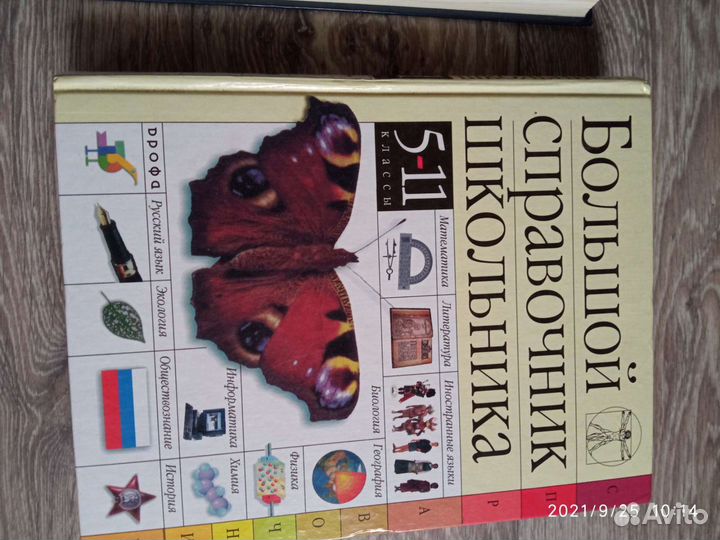 БОЛЬШОЙ
СПРАВОЧНИК
ШКОЛЬНИКА
5-11
КЛАССЫ
Математика
Литература
Иностранные языки
Биология
География
Физика
Информатика
Химия
Русский язык
Экология
Обществознание
История
ДРОФА
С
П
Р
А
В
О
Ч
Н
И
2021/9/25 10:14
Avito